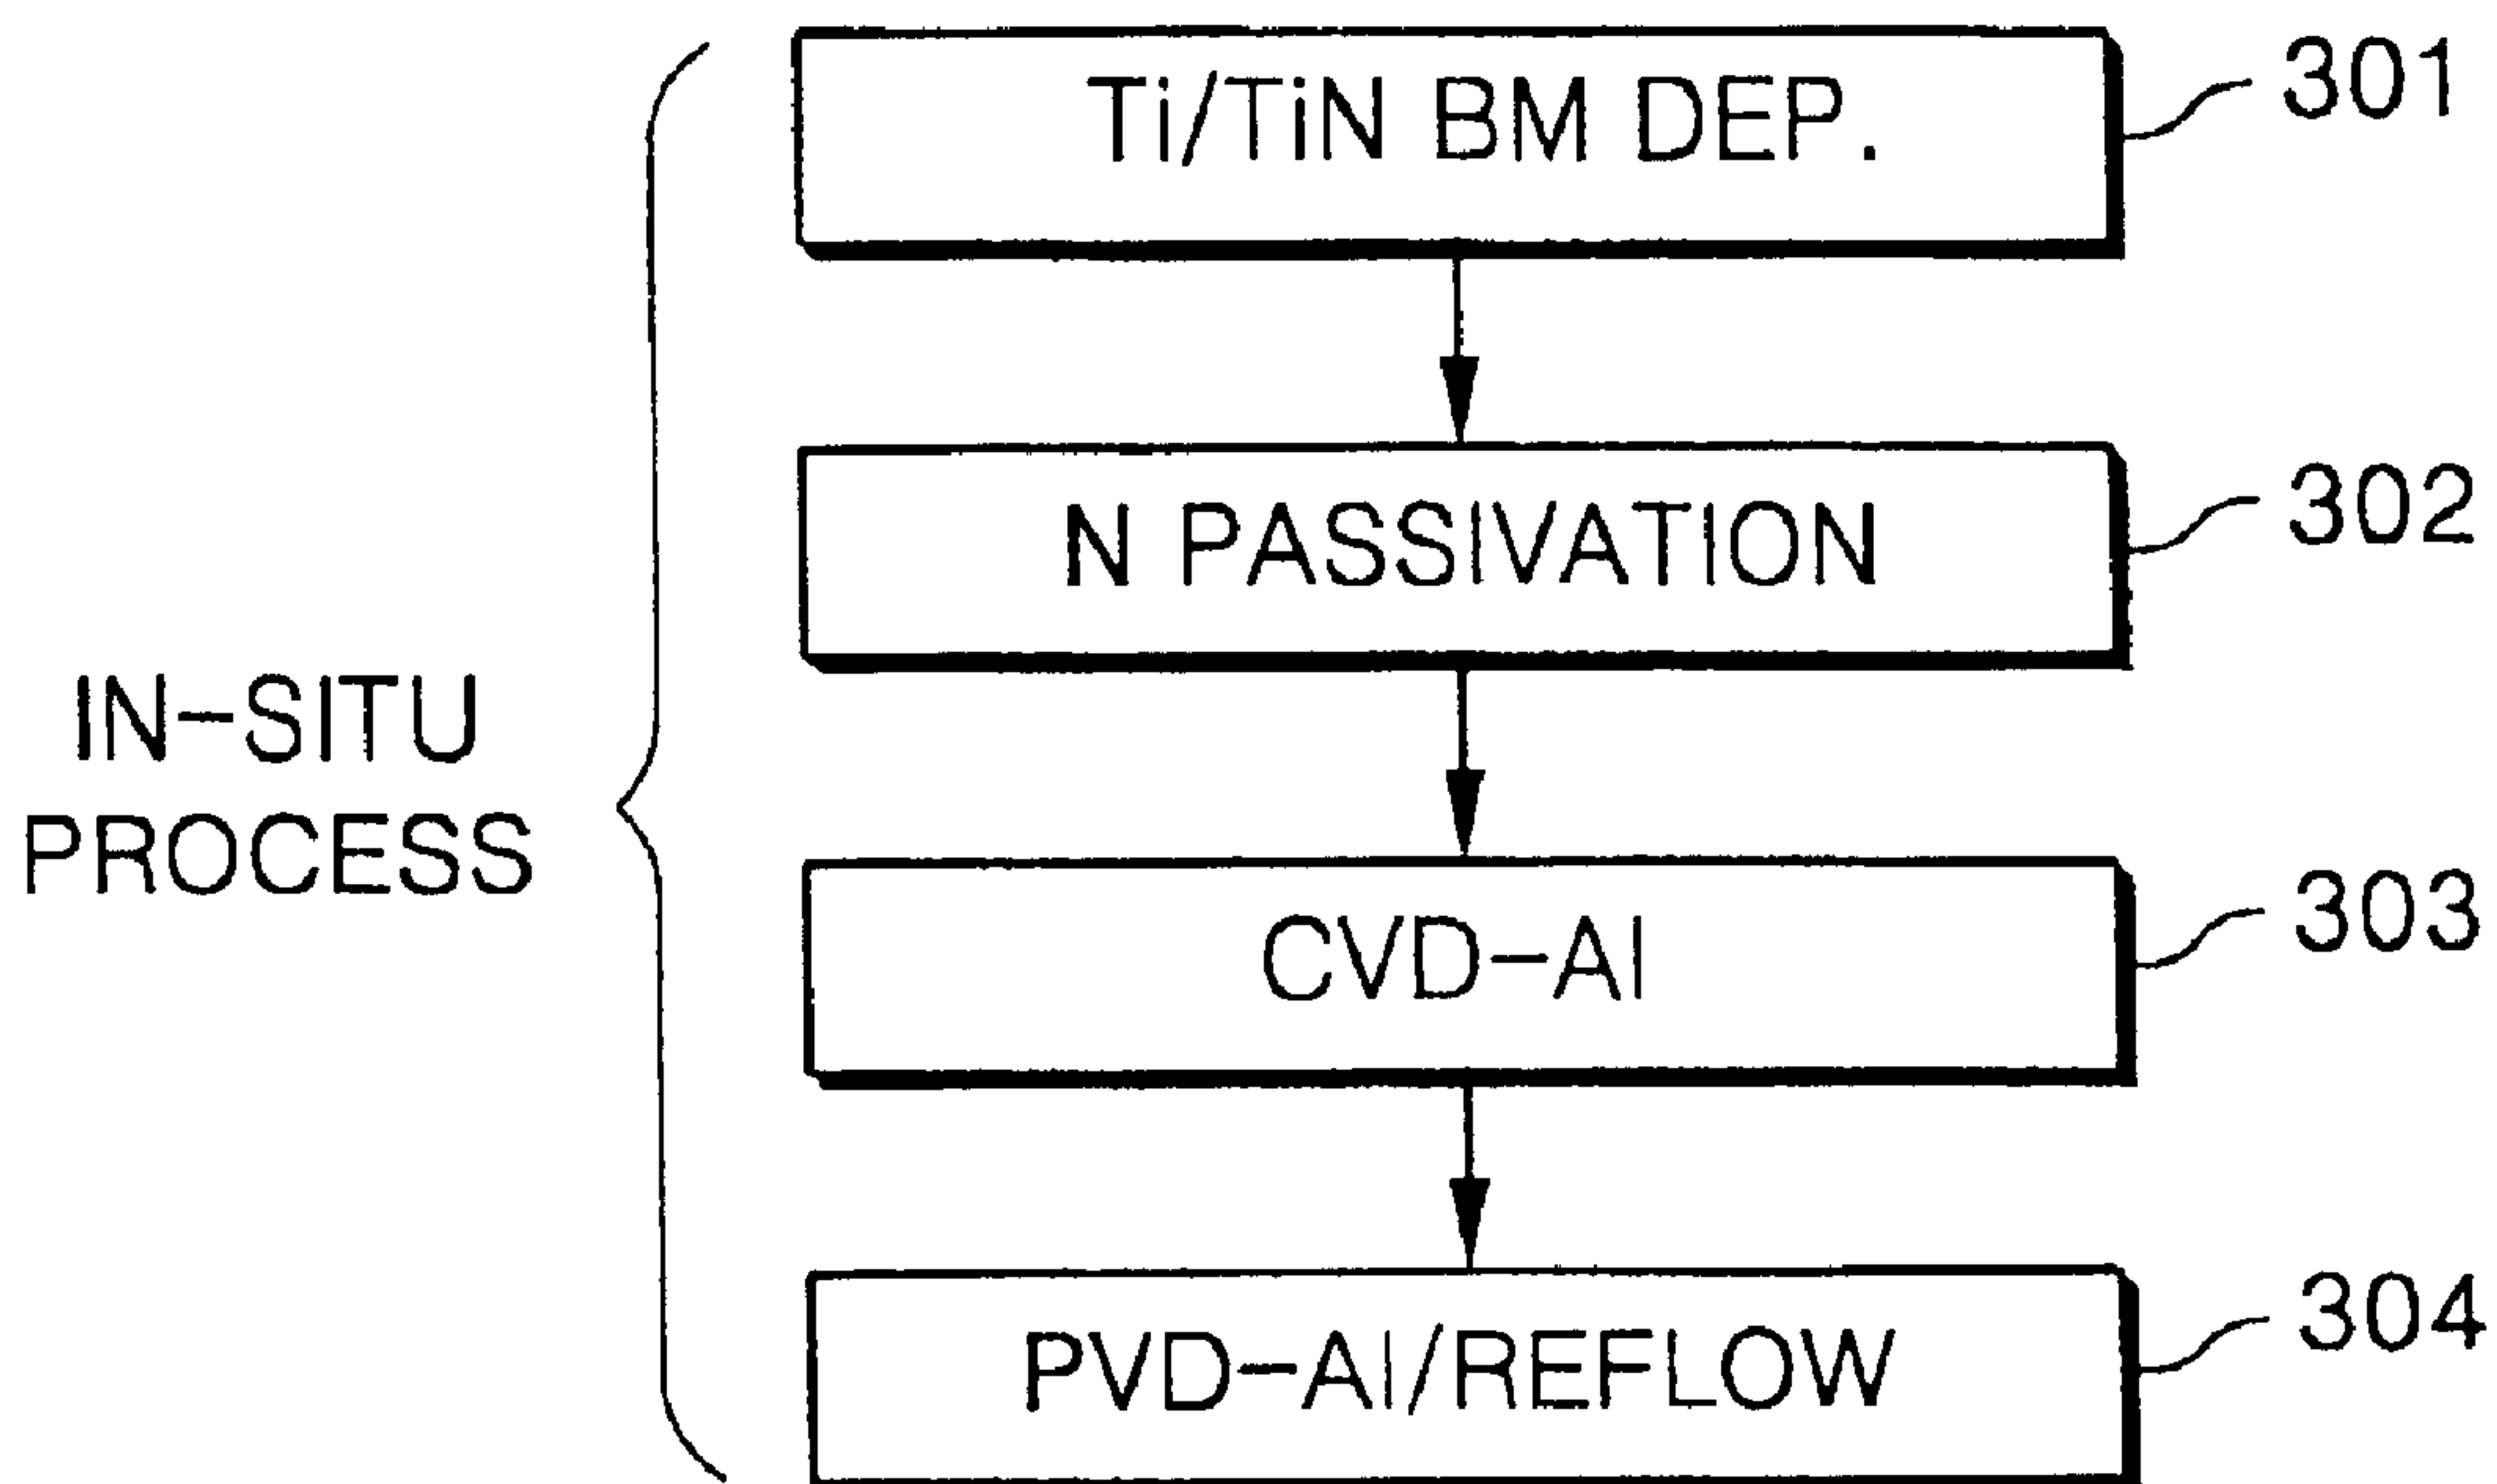 Ti/TiN BM DEP.
301
N PASSIVATION
302
IN-SITU
PROCESS
CVD-Al
303
PVD-Al/REFLOW
304